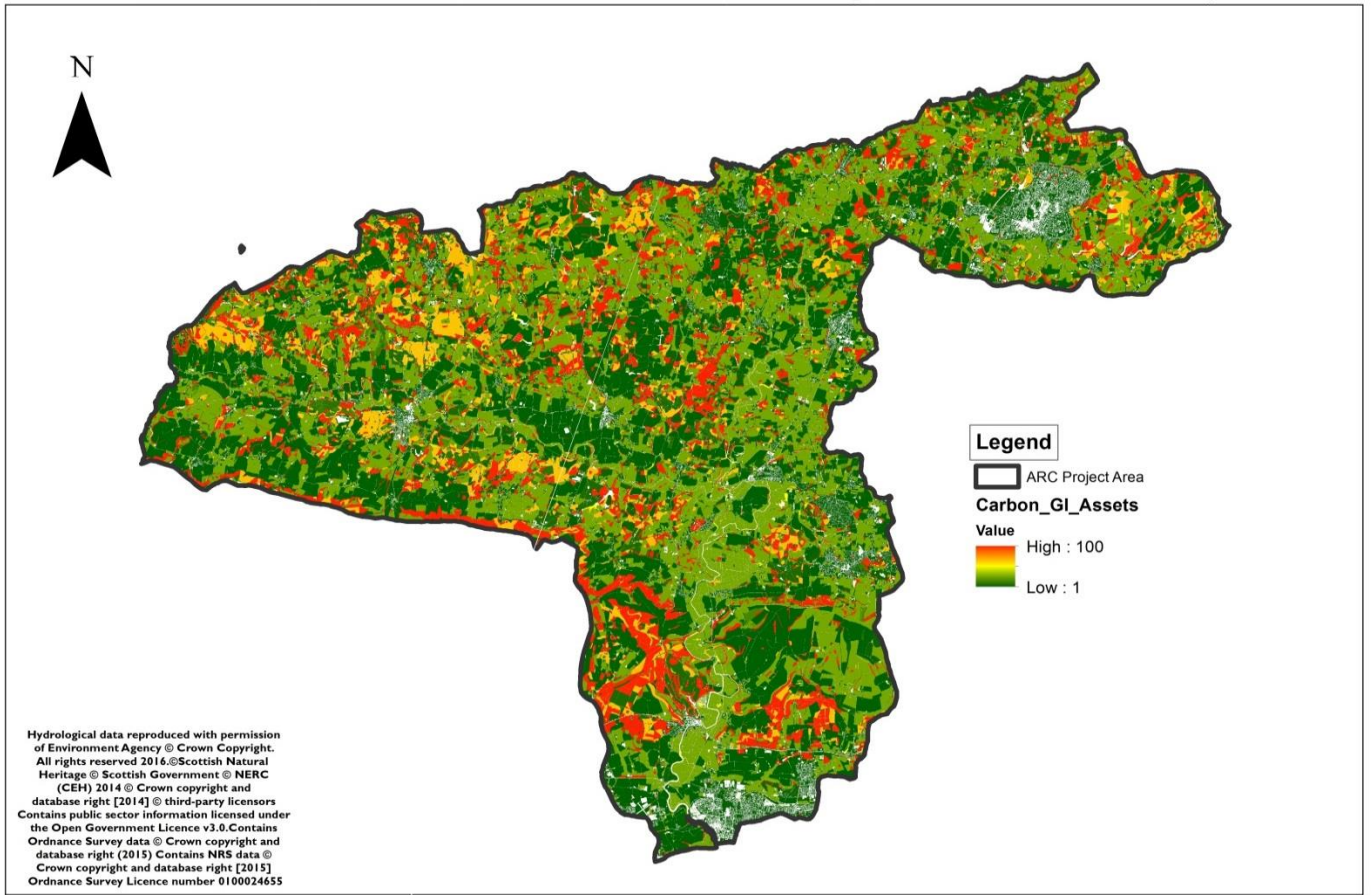 N
Legend
ARC Project Area
Carbon_GI_Assets
Value
High : 100
Low : 1
Hydrological data reproduced with permission
of Environment Agency © Crown Copyright.
All rights reserved 2016.©Scottish Natural
Heritage © Scottish Government © NERC
(CEH) 2014 © Crown copyright and
database right [2014] © third-party licensors
Contains public sector information licensed under
the Open Government Licence v3.0.Contains
Ordnance Survey data © Crown copyright and
database right (2015) Contains NRS data ©
Crown copyright and database right [2015]
Ordnance Survey Licence number 0100024655